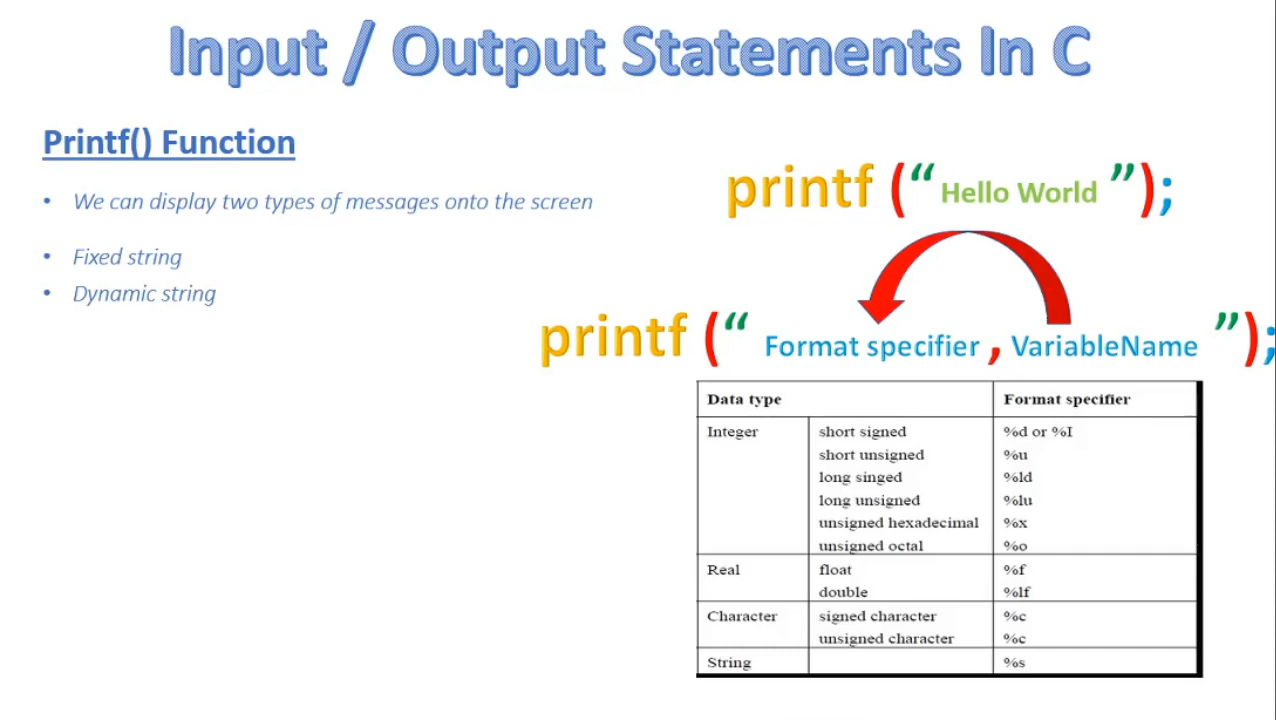 Input / Output Statements In C
Printf() Function
• We can display two types of messages onto the screen
• Fixed string
• Dynamic string
printf (“ Hello World ”);
printf (“ Format specifier , VariableName ”);
Data type Format specifier
Integer short signed %d or %I
short unsigned %u
long singed %ld
long unsigned %lu
unsigned hexadecimal %x
unsigned octal %o
Real float %f
double %lf
Character signed character %c
unsigned character %c
String %s